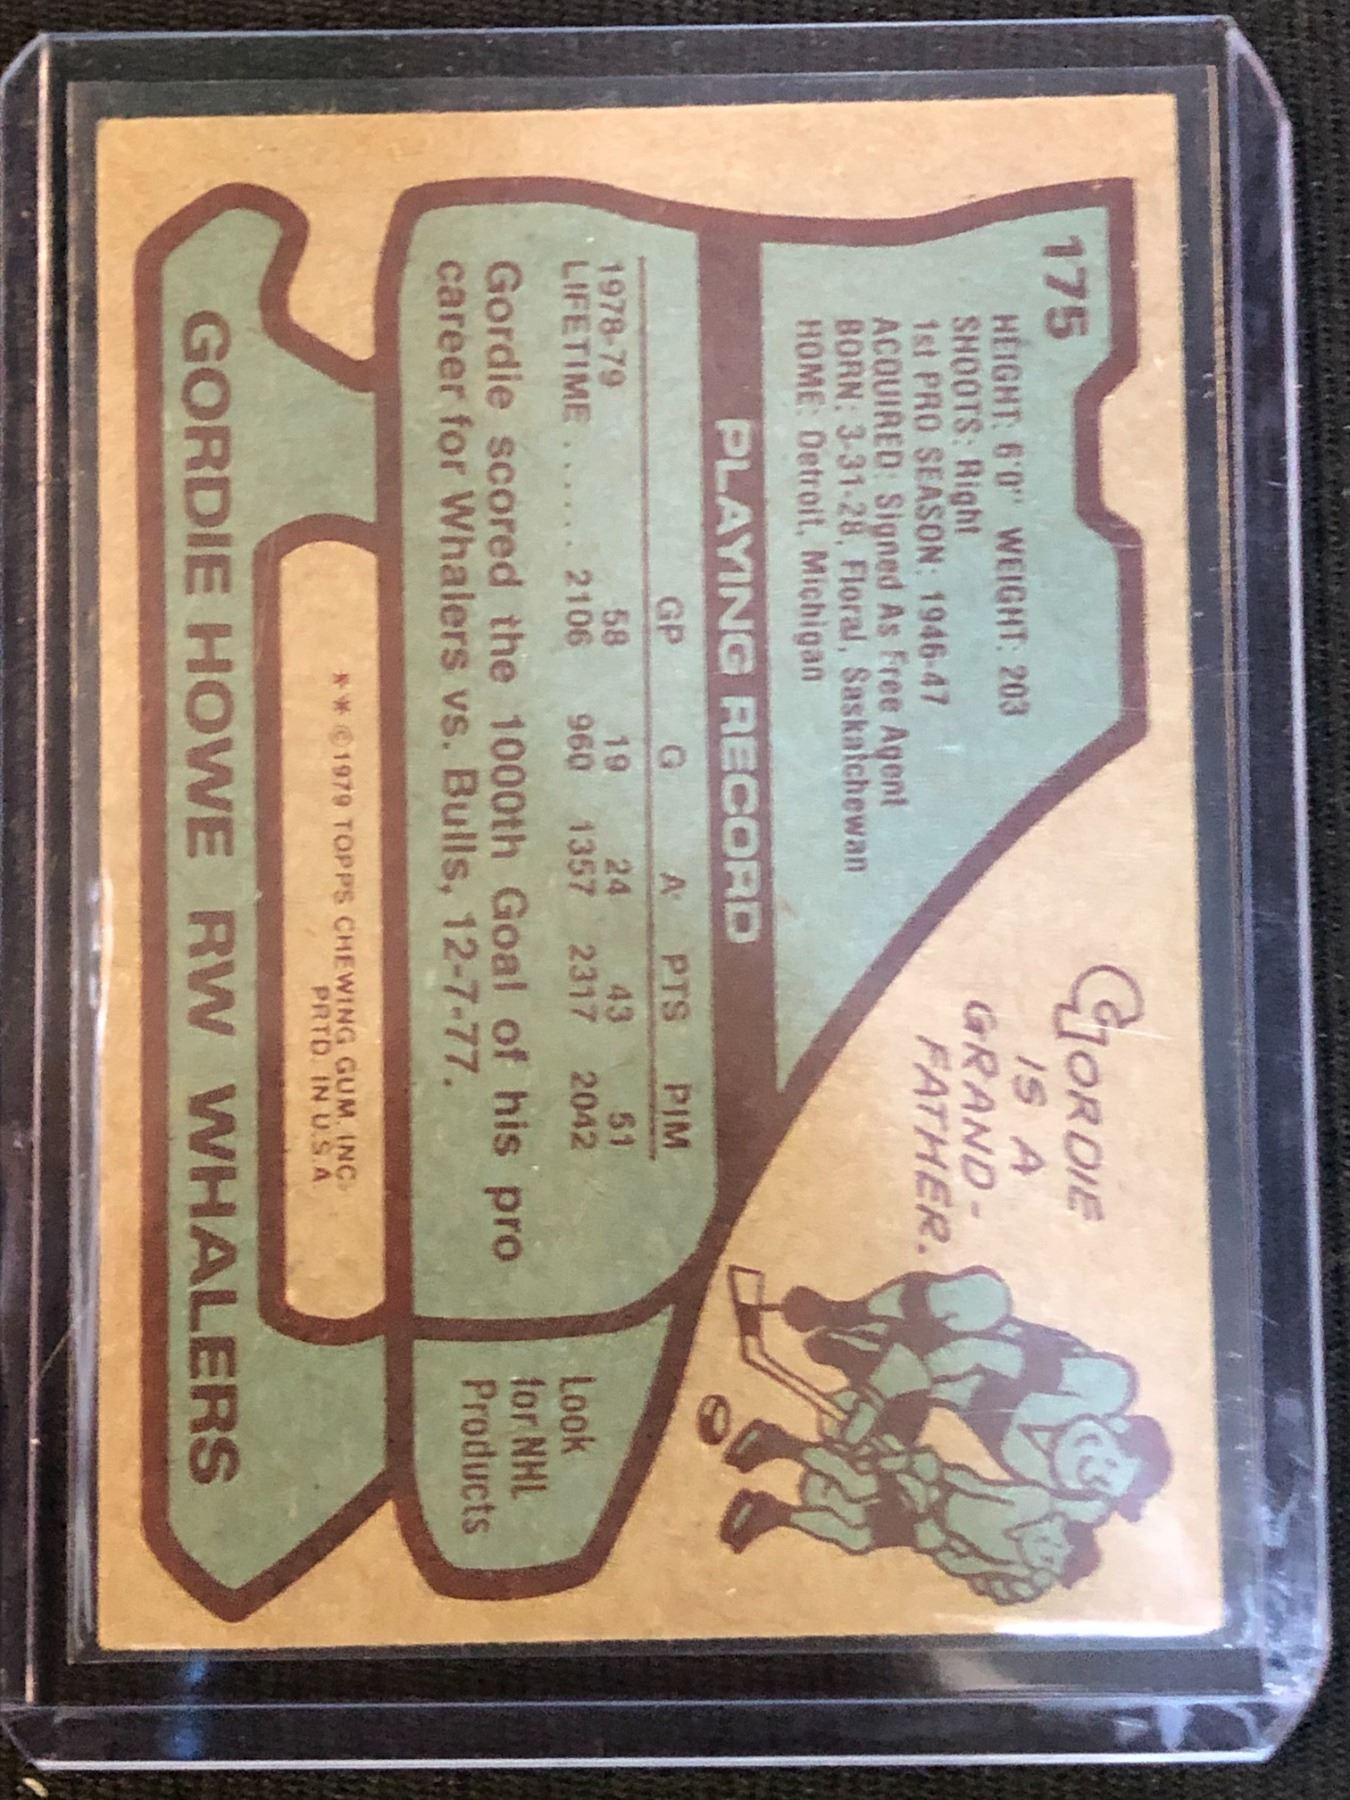 175
HEIGHT: 6'0" WEIGHT: 203
SHOOTS: Right
1st PRO SEASON: 1946-47
ACQUIRED: Signed As Free Agent
BORN: 3-31-28, Floral, Saskatchewan
HOME: Detroit, Michigan
GORDIE
IS A
GRAND-
FATHER.
PLAYING RECORD
GP G A PTS PIM
1978-79 58 19 24 43 51
LIFETIME ...... 2106 960 1357 2317 2042
Gordie scored the 1000th Goal of his pro
career for Whalers vs. Bulls, 12-7-77.
Look
for NHL
Products
** ©1979 TOPPS CHEWING GUM, INC.
PRTD. IN U.S.A.
GORDIE HOWE RW WHALERS